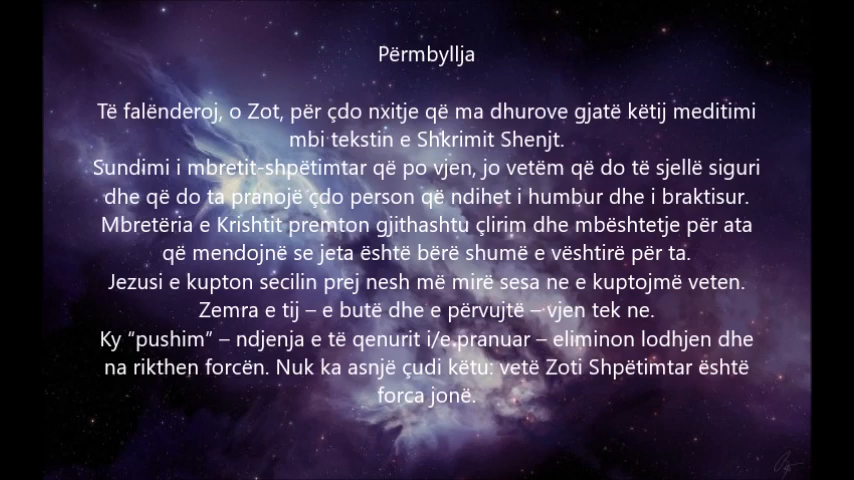 Përmbyllja
Të falënderoj, o Zot, për çdo nxitje që ma dhurove gjatë këtij meditimi
mbi tekstin e Shkrimit Shenjt.
Sundimi i mbretit-shpëtimtar që po vjen, jo vetëm që do të sjellë siguri
dhe që do ta pranojë çdo person që ndihet i humbur dhe i braktisur.
Mbretëria e Krishtit premton gjithashtu çlirim dhe mbështetje për ata
që mendojnë se jeta është bërë shumë e vështirë për ta.
Jezusi e kupton secilin prej nesh më mirë sesa ne e kuptojmë veten.
Zemra e tij – e butë dhe e përvujtë – vjen tek ne.
Ky “pushim” – ndjenja e të qenurit i/e pranuar – eliminon lodhjen dhe
na rikthen forcën. Nuk ka asnjë çudi këtu: vetë Zoti Shpëtimtar është
forca jonë.